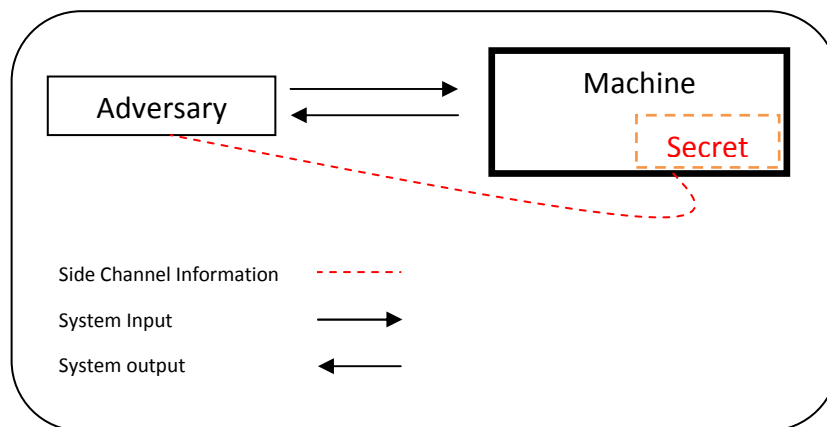 Machine
Adversary
Secret
Side Channel Information
System Input
System output